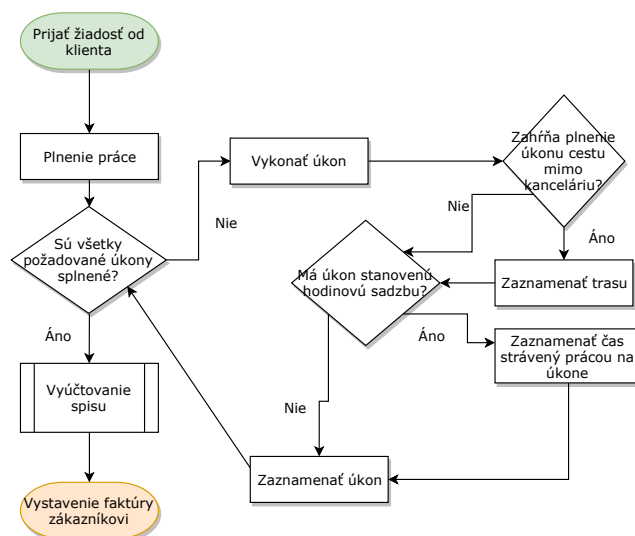 Prijať žiadosť od
klienta
Plnenie práce
Sú všetky
požadované úkony
splnené?
Nie
Áno
Vyúčtovanie
spisu
Vystavenie faktúry
zákazníkovi
Vykonať úkon
Zahŕňa plnenie
úkonu cestu
mimo
kanceláriu?
Nie
Áno
Zaznamenať trasu
Má úkon stanovenú
hodinovú sadzbu?
Áno
Nie
Zaznamenať čas
strávený prácou na
úkone
Zaznamenať úkon